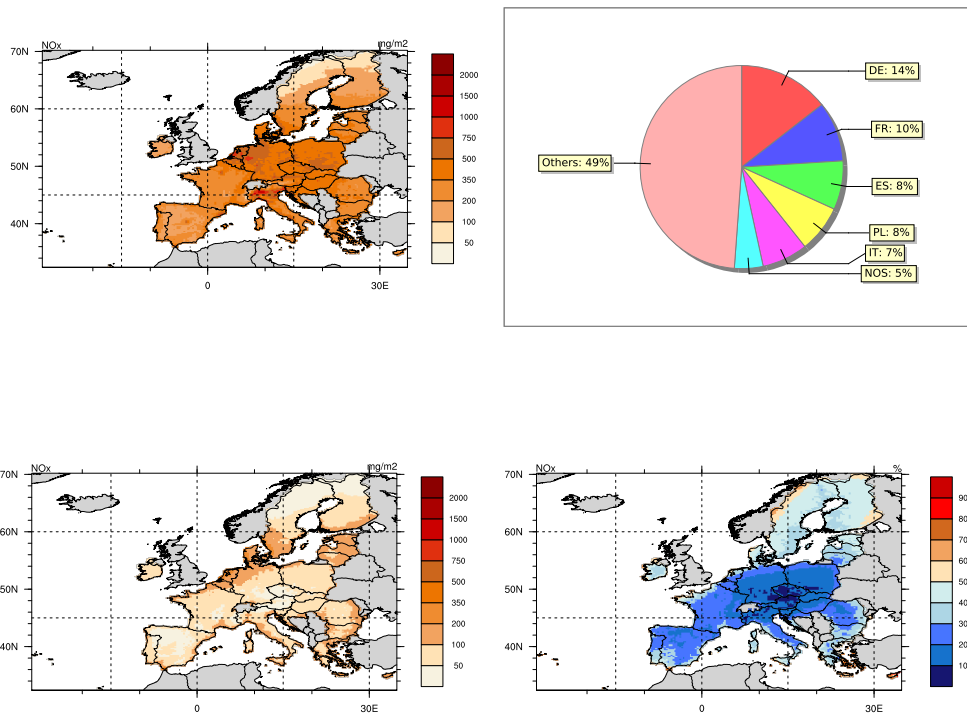 NOx
mg/m2
70N
60N
50N
40N
0
30E
2000
1500
1000
750
500
350
200
100
50
DE: 14%
FR: 10%
ES: 8%
PL: 8%
IT: 7%
NOS: 5%
Others: 49%
NOx
mg/m2
70N
60N
50N
40N
0
30E
2000
1500
1000
750
500
350
200
100
50
NOx
%
70N
60N
50N
40N
0
30E
90
80
70
60
50
40
30
20
10